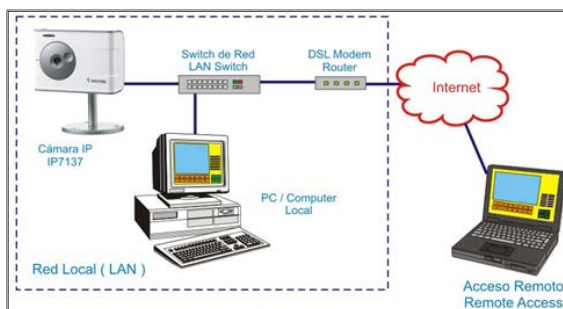 Switch de Red
LAN Switch
DSL Modem
Router
Internet
Cámara IP
IP7137
PC / Computer
Local
Red Local ( LAN )
Acceso Remoto
Remote Access